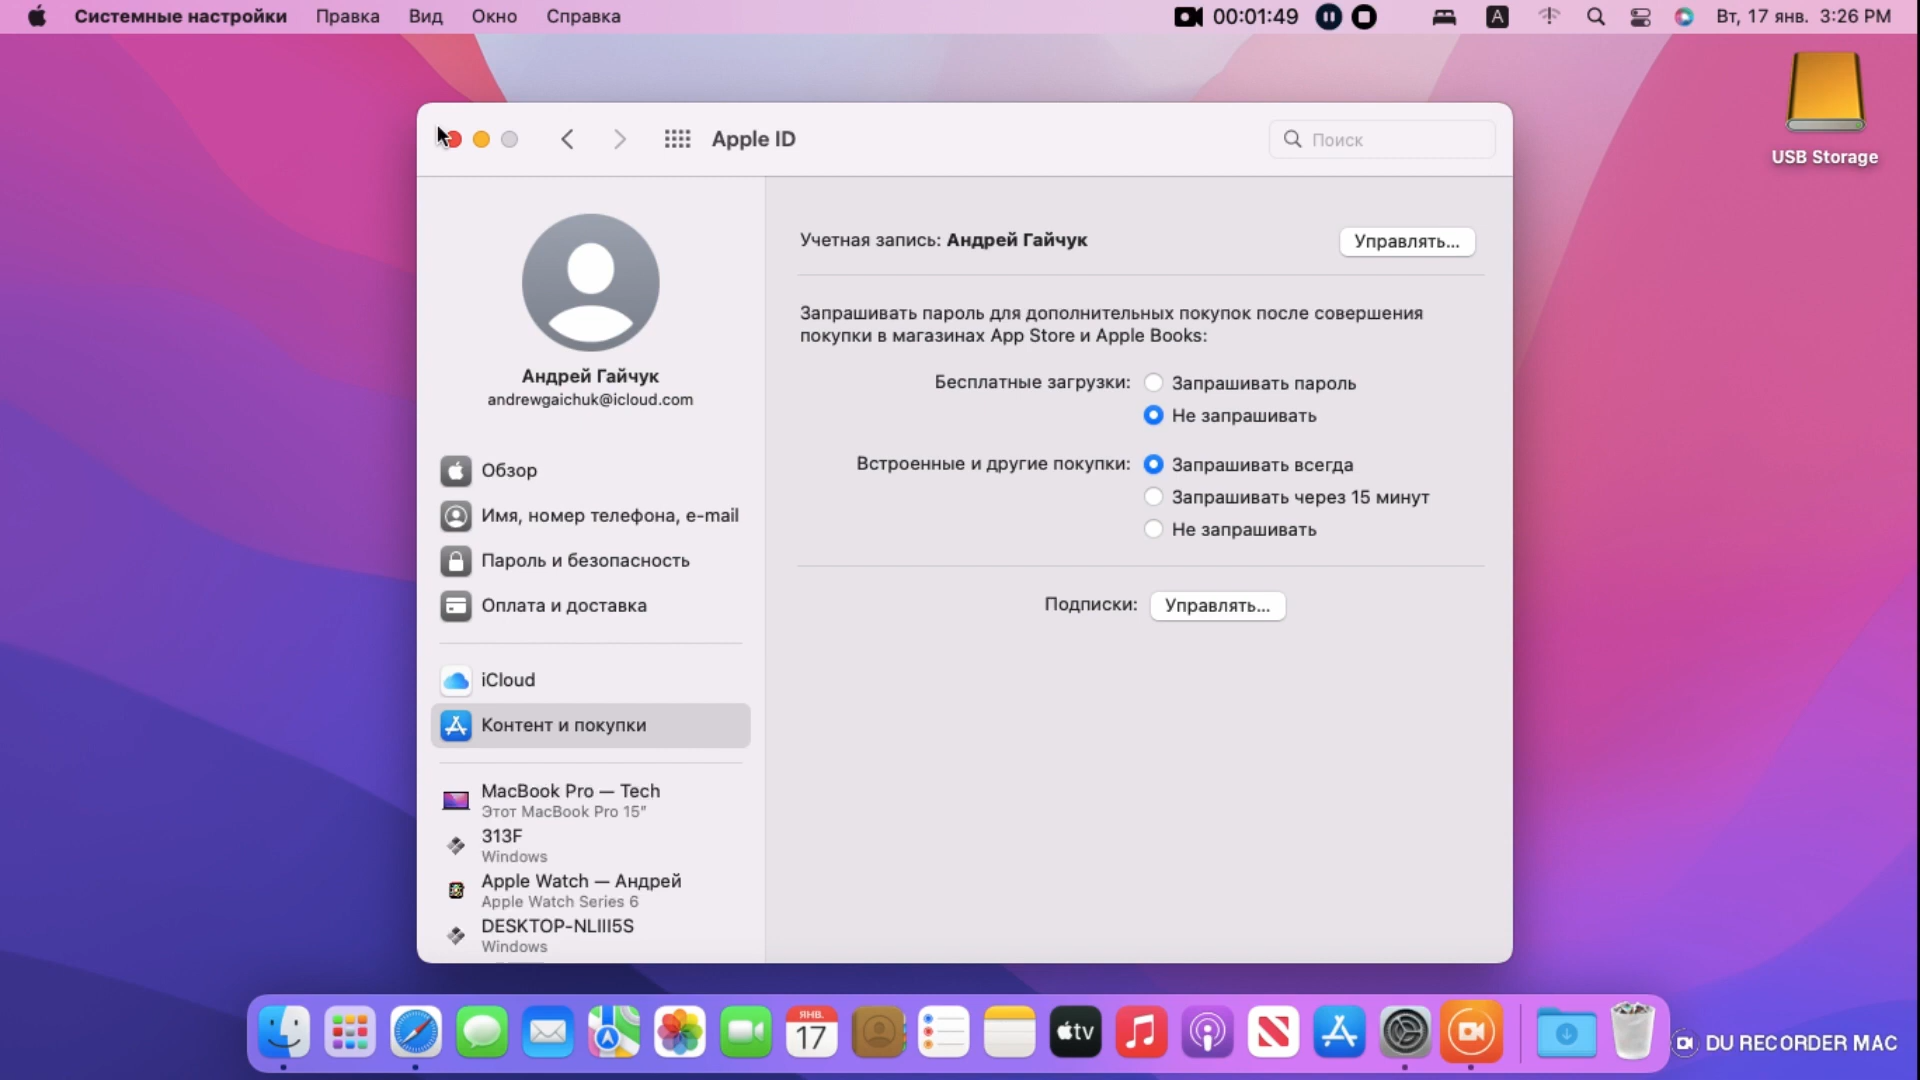 Системные настройки Правка Вид Окно Справка 00:01:49 A Вт, 17 янв. 3:26 PM
USB Storage
Apple ID
Поиск
Андрей Гайчук
andrewgaichuk@icloud.com
Обзор
Имя, номер телефона, e-mail
Пароль и безопасность
Оплата и доставка
iCloud
Контент и покупки
MacBook Pro — Tech
Этот MacBook Pro 15″
313F
Windows
Apple Watch — Андрей
Apple Watch Series 6
DESKTOP-NLIII5S
Windows
Учетная запись: Андрей Гайчук
Управлять...
Запрашивать пароль для дополнительных покупок после совершения
покупки в магазинах App Store и Apple Books:
Бесплатные загрузки: Запрашивать пароль
Не запрашивать
Встроенные и другие покупки: Запрашивать всегда
Запрашивать через 15 минут
Не запрашивать
Подписки: Управлять...
ЯНВ.
17
tv
DU RECORDER MAC